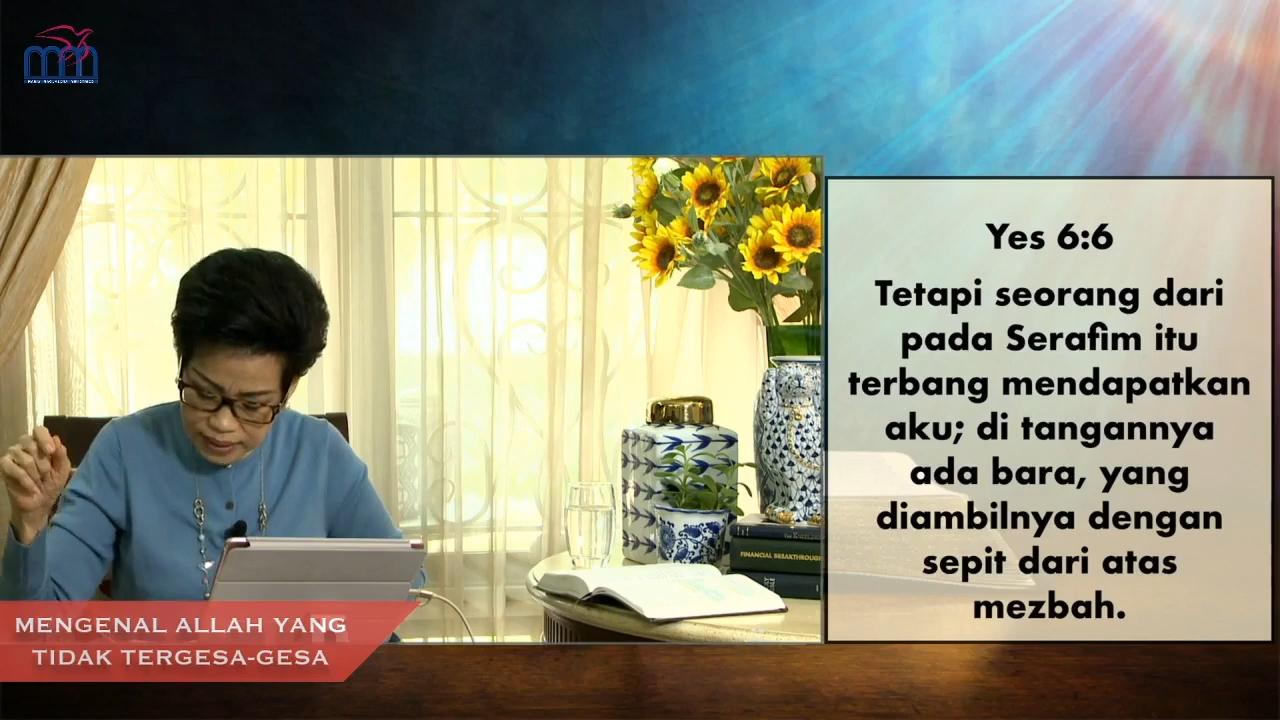 Yes 6:6
Tetapi seorang dari
pada Serafim itu
terbang mendapatkan
aku; di tangannya
ada bara, yang
diambilnya dengan
sepit dari atas
mezbah.
FINANCIAL BREAKTHROUGH
MENGENAL ALLAH YANG
TIDAK TERGESA-GESA